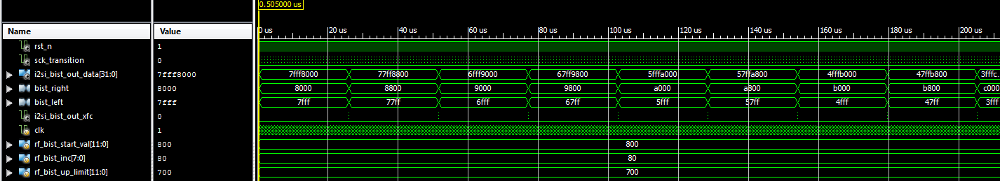 0.505000 us
Name Value 0 us 20 us 40 us 60 us 80 us 100 us 120 us 140 us 160 us 180 us 200 us
rst_n 1
sck_transition 0
i2si_bist_out_data[31:0] 7fff8000 7fff8000 77ff8800 6fff9000 67ff9800 5fffa000 57ffa800 4fffb000 47ffb800 3fffc.
bist_right 8000 8000 8800 9000 9800 a000 a800 b000 b800 c000
bist_left 7fff 7fff 77ff 6fff 67ff 5fff 57ff 4fff 47ff 3fff
i2si_bist_out_xfc 0
clk 1
rf_bist_start_val[11:0] 800 800
rf_bist_inc[7:0] 80 80
rf_bist_up_limit[11:0] 700 700